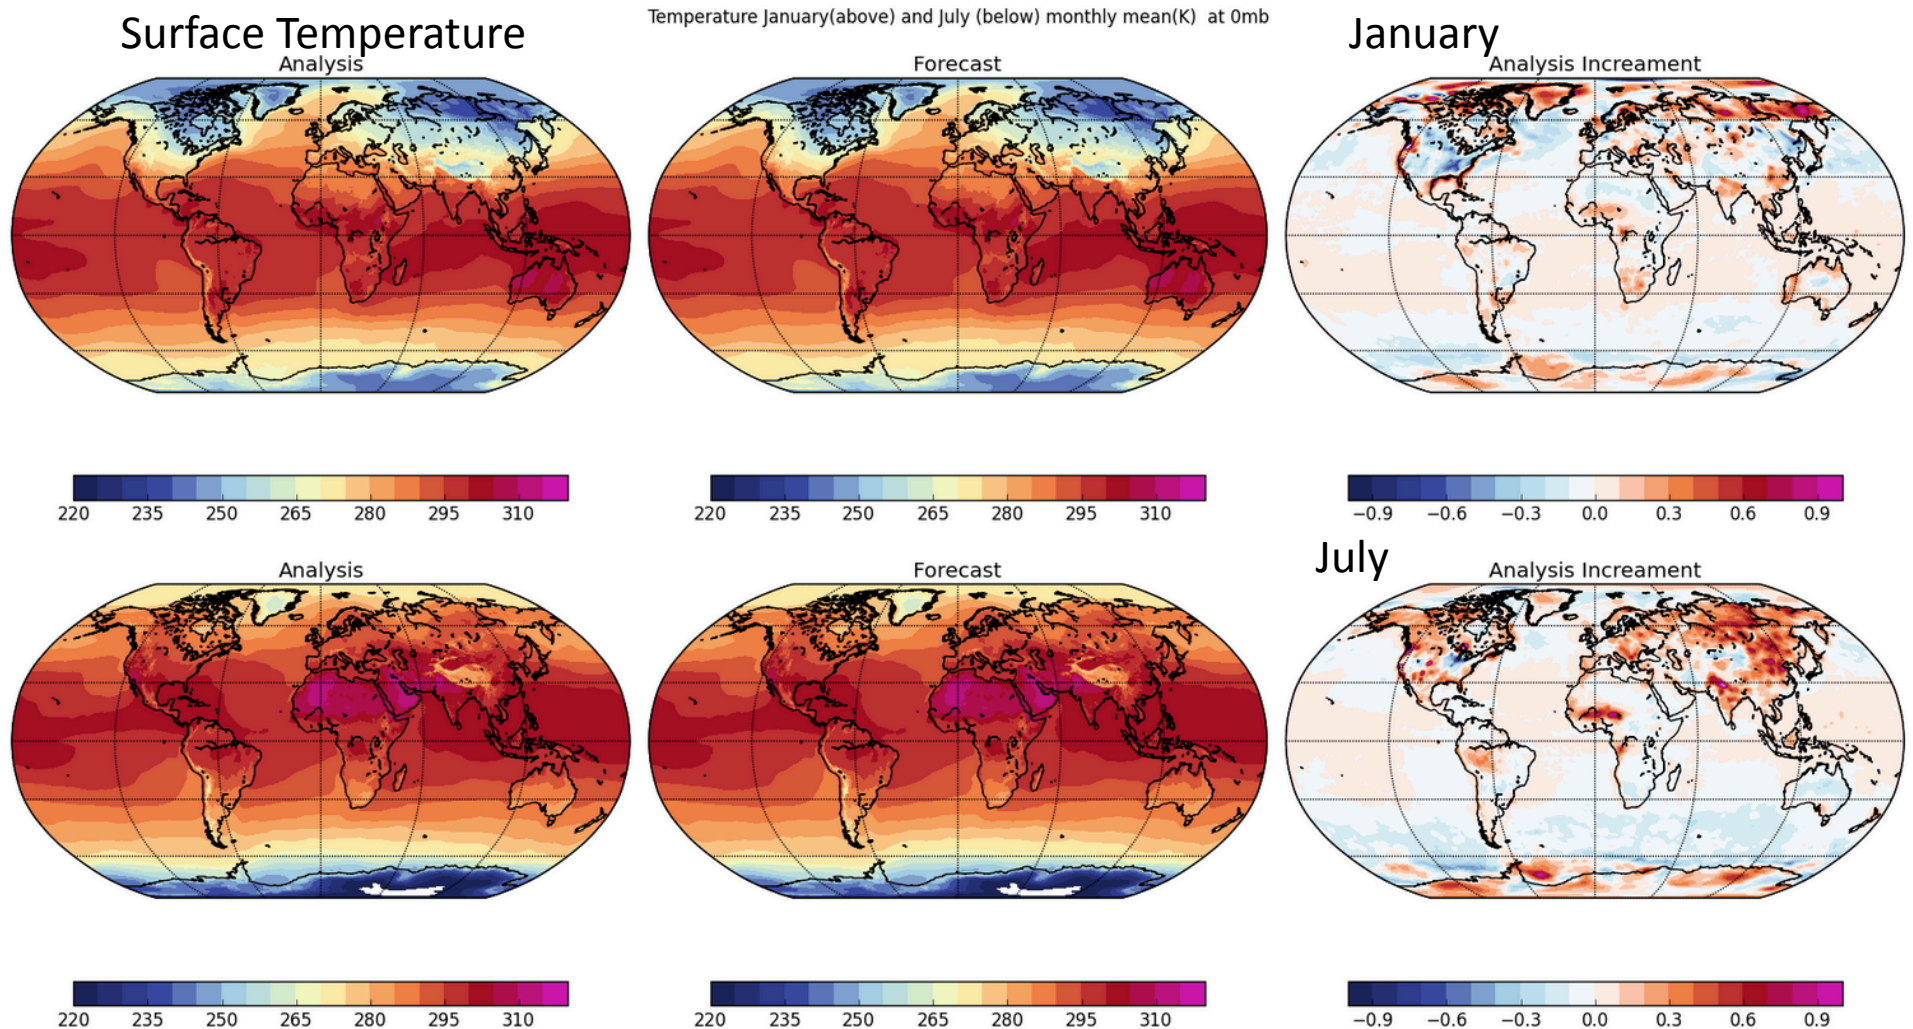 Temperature January(above) and July (below) monthly mean(K)  at 0mb
Surface Temperature
January
Analysis
Forecast
Analysis Increament
220 235 250 265 280 295 310
220 235 250 265 280 295 310
−0.9 −0.6 −0.3 0.0 0.3 0.6 0.9
July
Analysis
Forecast
Analysis Increament
220 235 250 265 280 295 310
220 235 250 265 280 295 310
−0.9 −0.6 −0.3 0.0 0.3 0.6 0.9